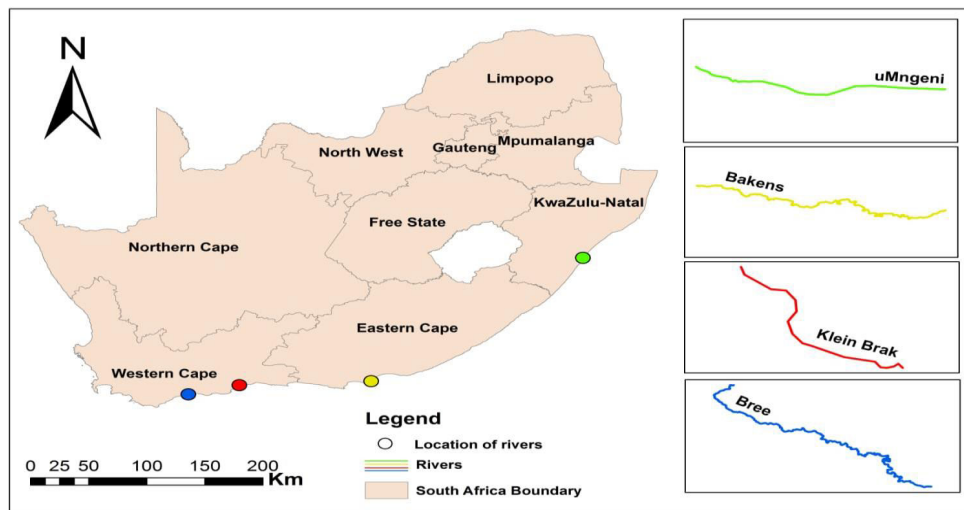 N
Limpopo
North West
Gauteng
Mpumalanga
Free State
KwaZulu-Natal
Northern Cape
Eastern Cape
Western Cape
0 25 50 100 150 200
Km
Legend
Location of rivers
Rivers
South Africa Boundary
uMngeni
Bakens
Klein Brak
Bree